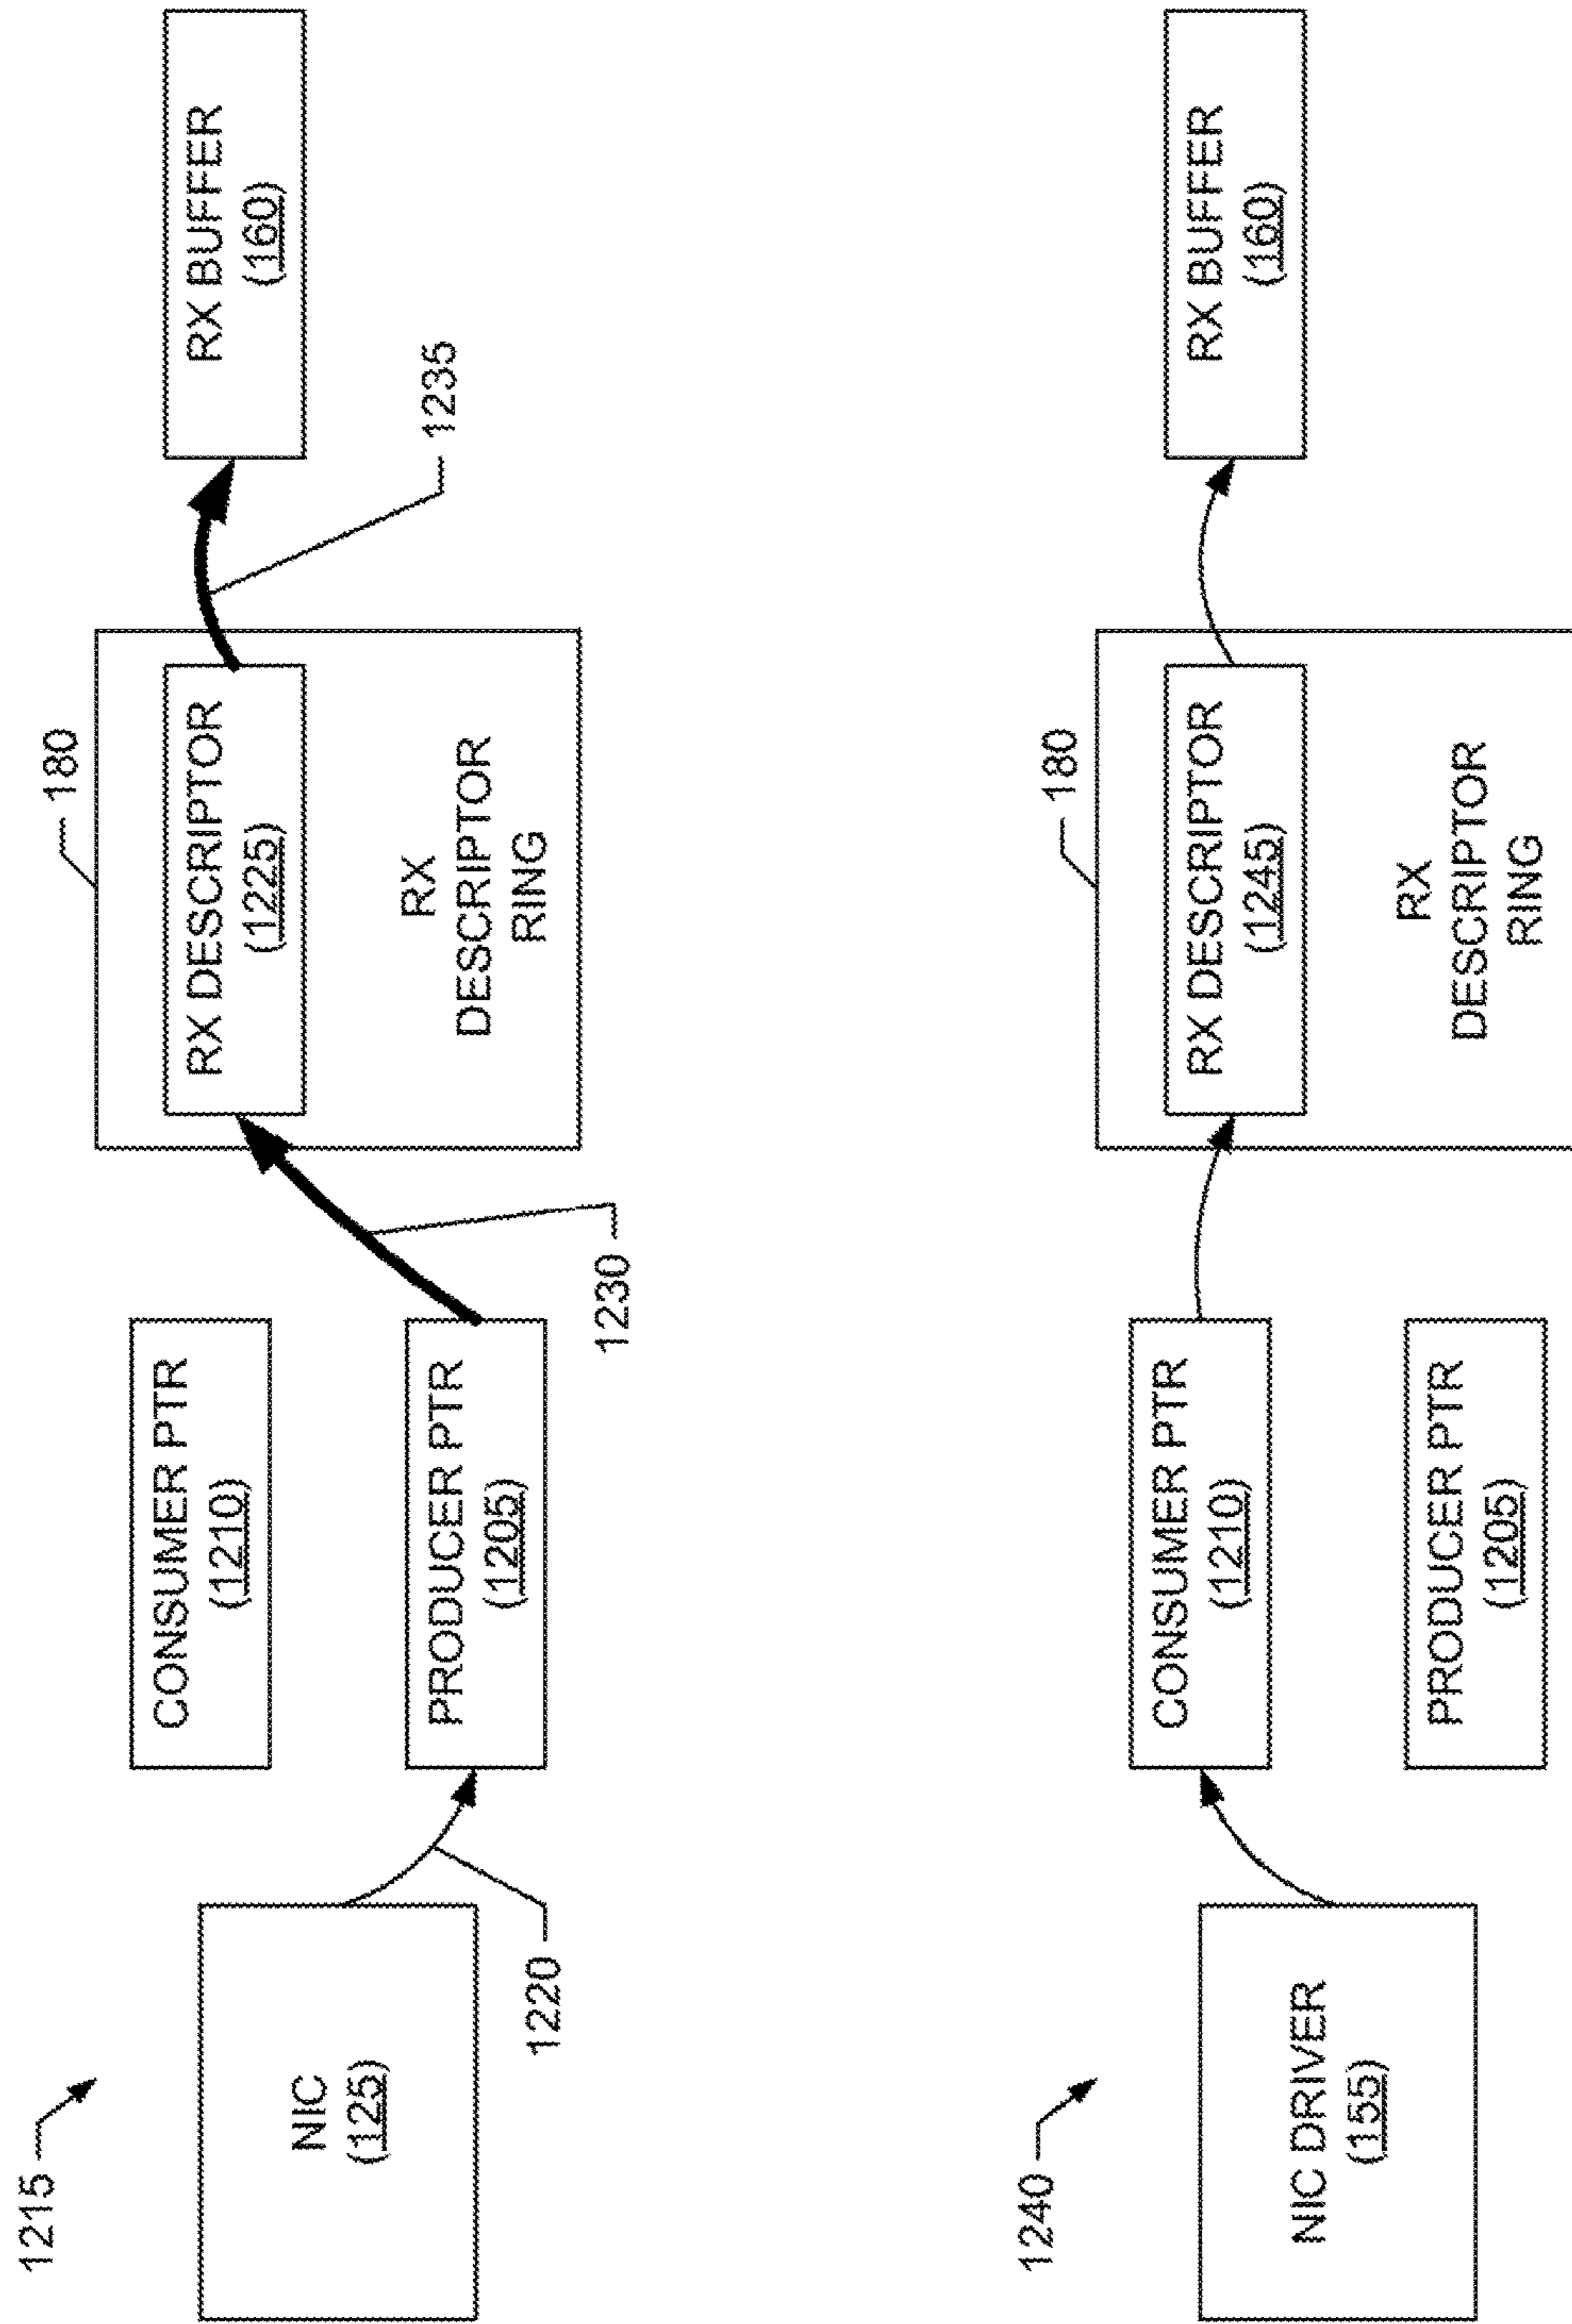 1215
NIC
(125)
1220
CONSUMER PTR
(1210)
PRODUCER PTR
(1205)
1230
180
RX DESCRIPTOR
(1225)
RX
DESCRIPTOR
RING
1235
RX BUFFER
(160)
1240
NIC DRIVER
(155)
CONSUMER PTR
(1210)
PRODUCER PTR
(1205)
180
RX DESCRIPTOR
(1245)
RX
DESCRIPTOR
RING
RX BUFFER
(160)